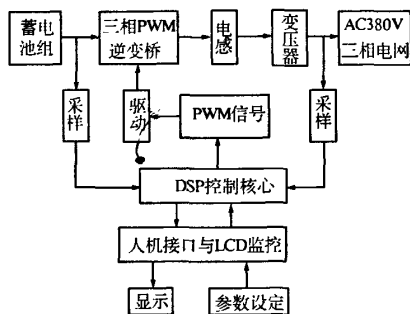 蓄电
池组
三相PWM
逆变桥
电感
变压器
AC380V
三相电网
采样
驱动
PWM信号
采样
DSP控制核心
人机接口与LCD监控
显示
参数设定